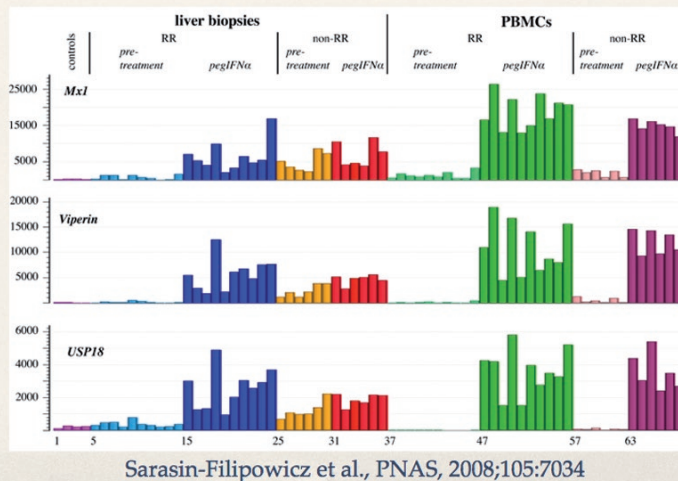 liver biopsies
PBMCs
controls
RR
non-RR
RR
non-RR
pre-
treatment
pegIFNα
pre-
treatment
pegIFNα
pre-
treatment
pegIFNα
pre-
treatment
pegIFNα
Mx1
25000
15000
5000
Viperin
20000
15000
10000
5000
USP18
6000
4000
2000
1 5 15 25 31 37 47 57 63
Sarasin-Filipowicz et al., PNAS, 2008;105:7034